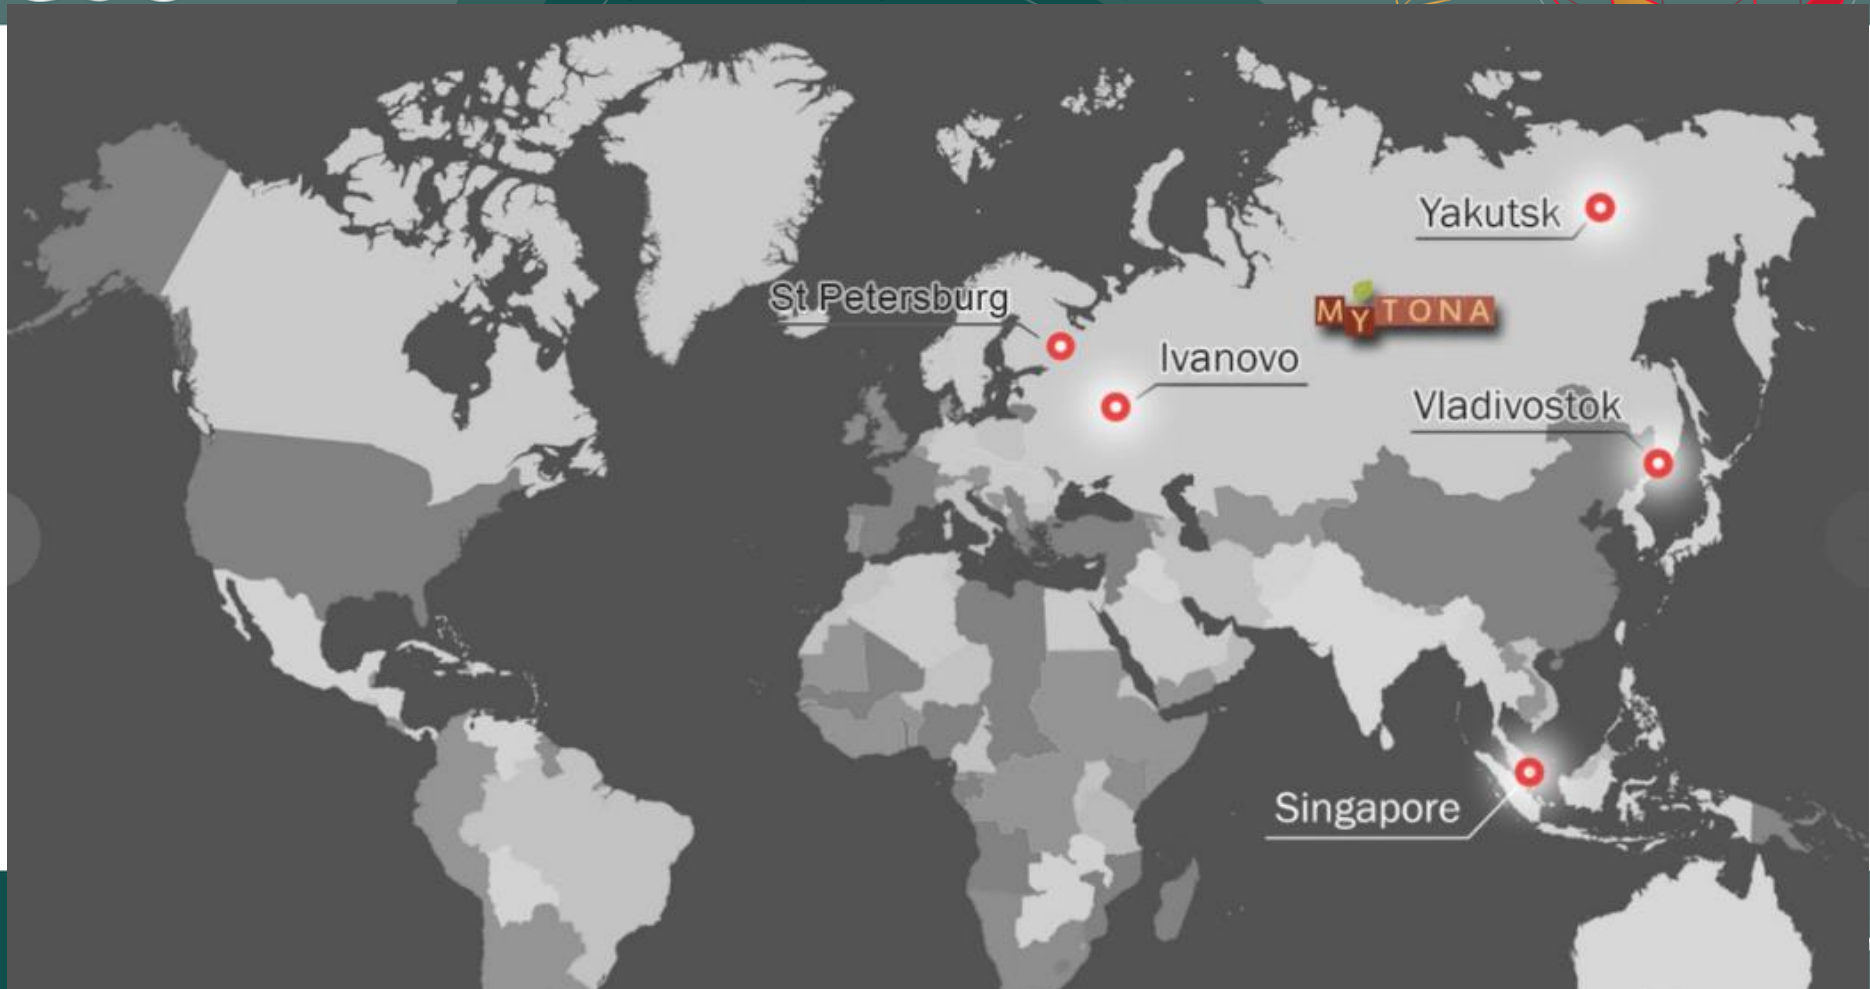 Yakutsk
St Petersburg
MYTONA
Ivanovo
Vladivostok
Singapore